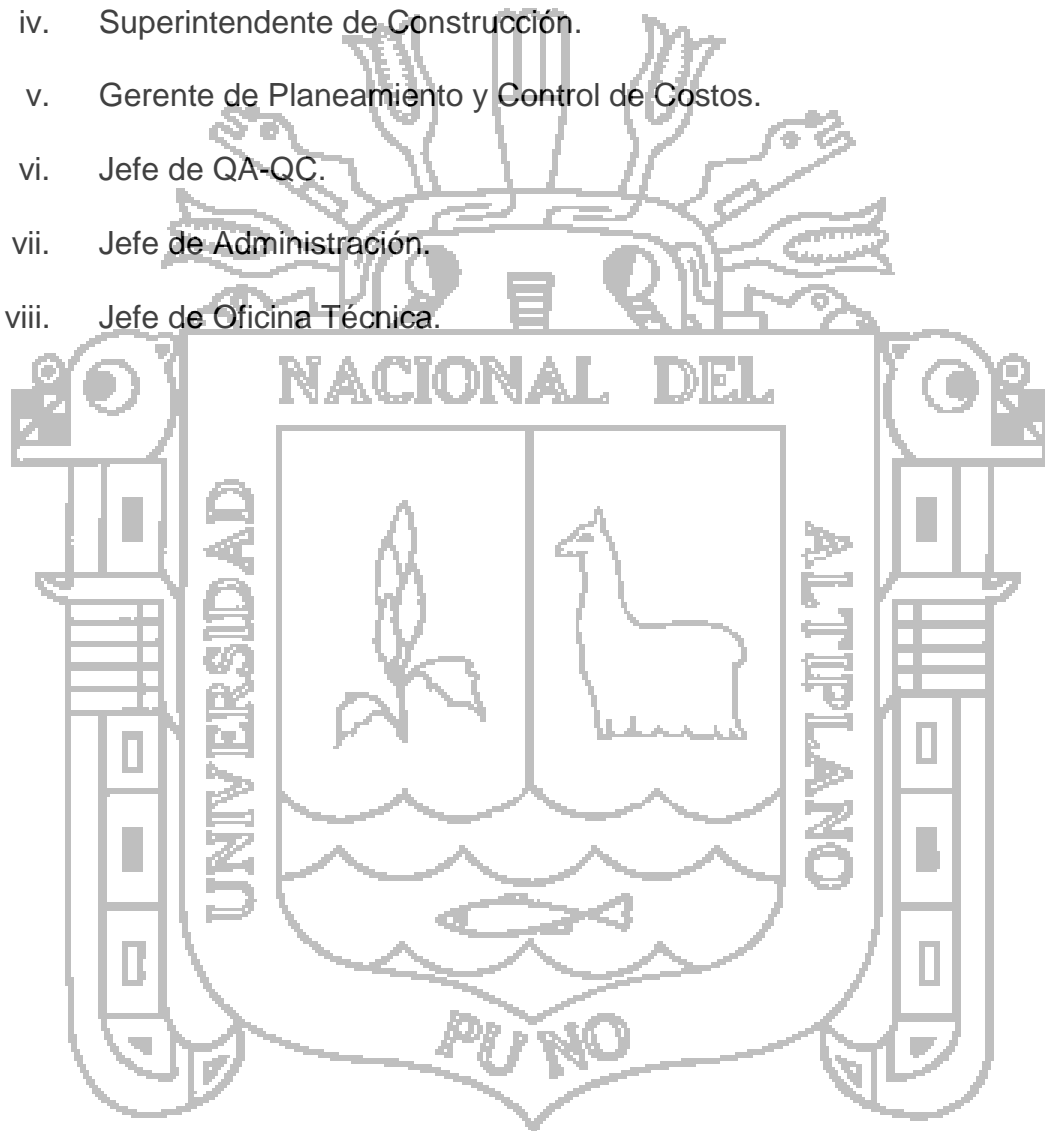 iv. Superintendente de Construcción.
v. Gerente de Planeamiento y Control de Costos.
vi. Jefe de QA-QC.
vii. Jefe de Administración.
viii. Jefe de Oficina Técnica.
NACIONAL DEL
UNIVERSIDAD
ALTIPLANO
PUNO